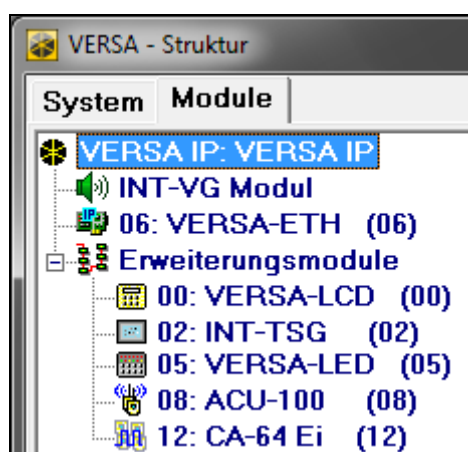 VERSA - Struktur
System Module
VERSA IP: VERSA IP
INT-VG Modul
06: VERSA-ETH (06)
Erweiterungsmodule
00: VERSA-LCD (00)
02: INT-TSG (02)
05: VERSA-LED (05)
08: ACU-100 (08)
12: CA-64 Ei (12)